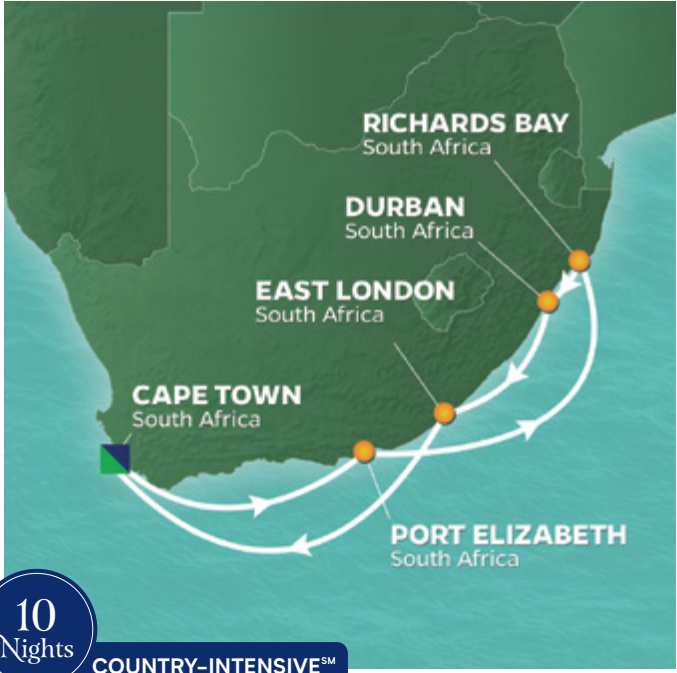 RICHARDS BAY
South Africa
DURBAN
South Africa
EAST LONDON
South Africa
CAPE TOWN
South Africa
PORT ELIZABETH
South Africa
10
Nights
COUNTRY-INTENSIVE℠